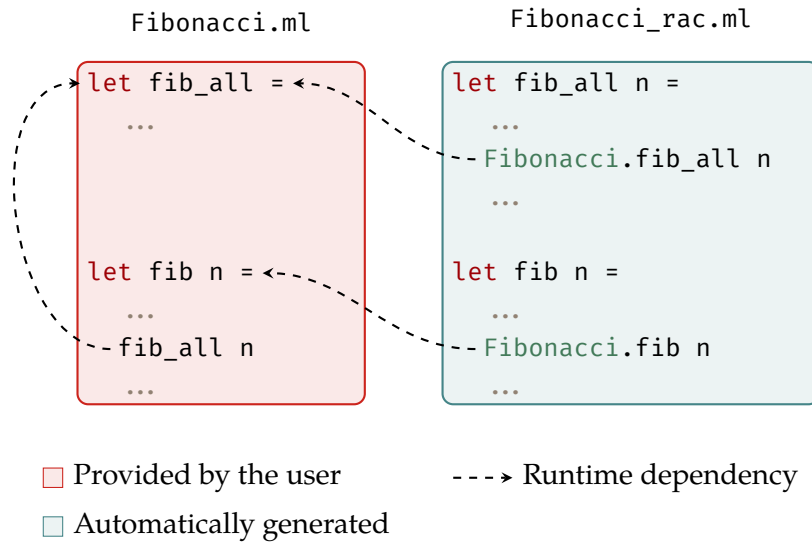 Fibonacci.ml
let fib_all =
...
let fib n =
...
fib_all n
...
Fibonacci_rac.ml
let fib_all n =
...
Fibonacci.fib_all n
...
let fib n =
...
Fibonacci.fib n
...
Provided by the user
Automatically generated
Runtime dependency